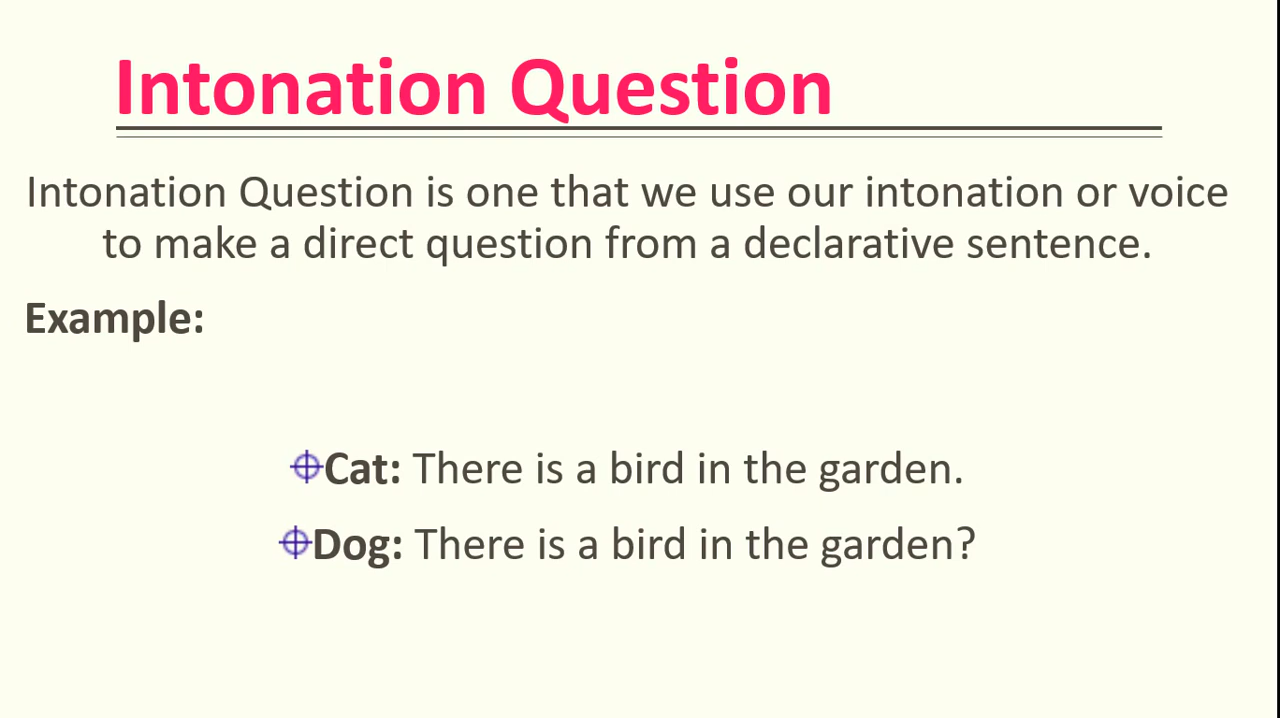 Intonation Question
Intonation Question is one that we use our intonation or voice
to make a direct question from a declarative sentence.
Example:
Cat: There is a bird in the garden.
Dog: There is a bird in the garden?